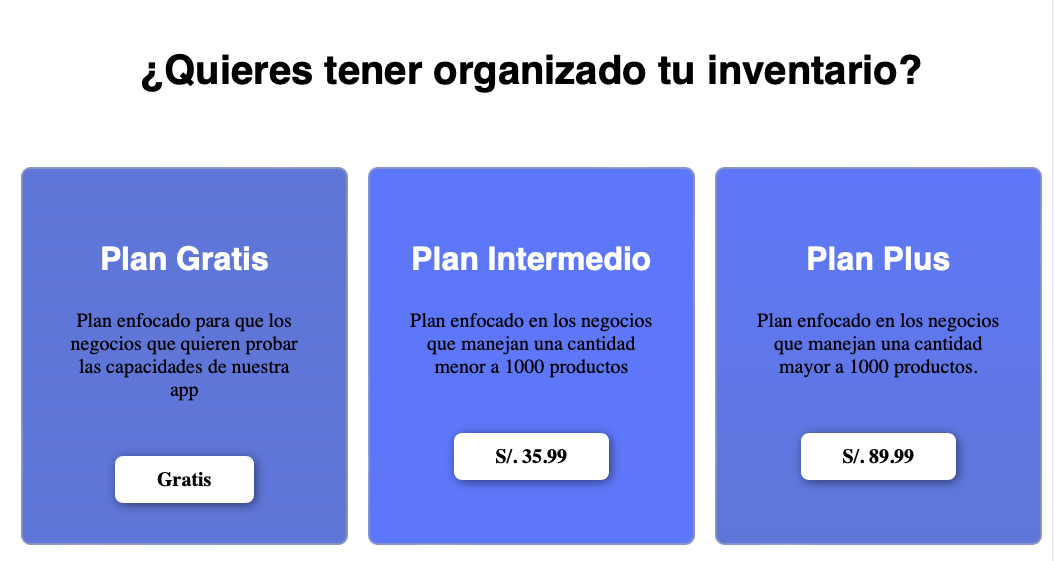 ¿Quieres tener organizado tu inventario?
Plan Gratis
Plan enfocado para que los
negocios que quieren probar
las capacidades de nuestra
app
Gratis
Plan Intermedio
Plan enfocado en los negocios
que manejan una cantidad
menor a 1000 productos
S/. 35.99
Plan Plus
Plan enfocado en los negocios
que manejan una cantidad
mayor a 1000 productos.
S/. 89.99